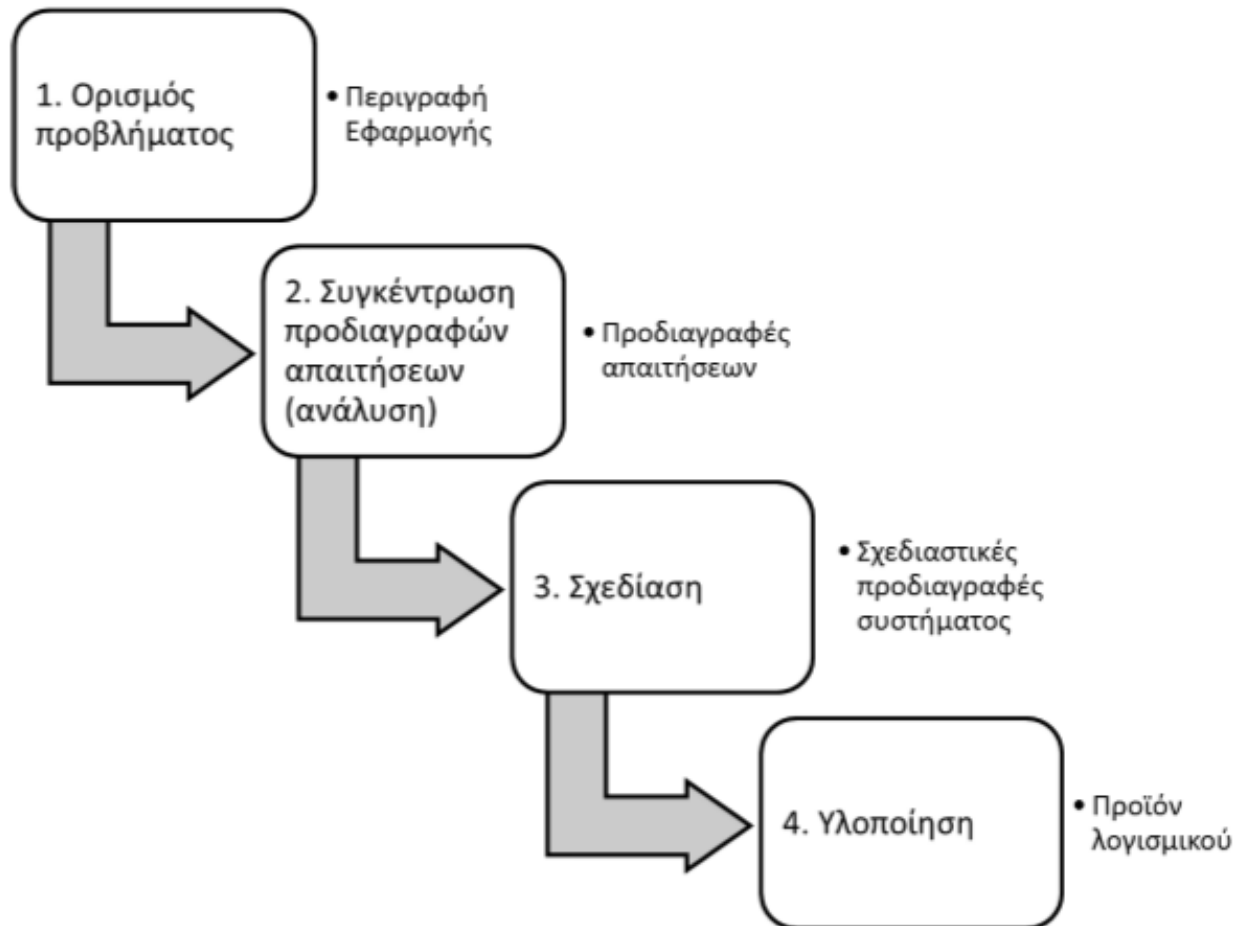 1. Ορισμός
προβλήματος
• Περιγραφή
Εφαρμογής
2. Συγκέντρωση
προδιαγραφών
απαιτήσεων
(ανάλυση)
• Προδιαγραφές
απαιτήσεων
3. Σχεδίαση
• Σχεδιαστικές
προδιαγραφές
συστήματος
4. Υλοποίηση
• Προϊόν
λογισμικού